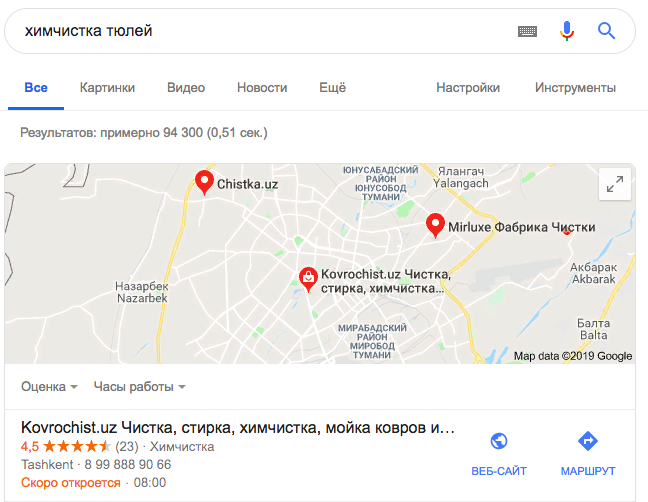 химчистка тюлей
Все Картинки Видео Новости Ещё Настройки Инструменты
Результатов: примерно 94 300 (0,51 сек.)
Chistka.uz
ЮНУСАБАДСКИЙ
РАЙОН
ЮНУСОБОД
ТУМАНИ
Ялангач
Yalangach
Mirluxe Фабрика Чистки
Kovrochist.uz Чистка,
стирка, химчистка...
Назарбек
Nazarbek
Акбарак
Akbarak
МИРАБАДСКИЙ
РАЙОН
МИРОБОД
ТУМАНИ
Балта
Balta
Map data ©2019 Google
Оценка Часы работы
Kovrochist.uz Чистка, стирка, химчистка, мойка ковров и...
4,5 (23) · Химчистка
Tashkent · 8 99 888 90 66
Скоро откроется · 08:00
ВЕБ-САЙТ МАРШРУТ